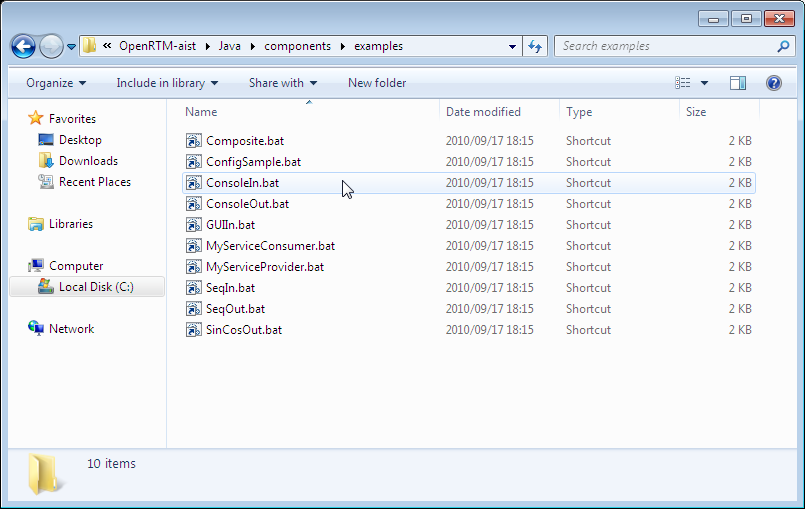 « OpenRTM-aist Java components examples Search examples
Organize Include in library Share with New folder
Favorites
Desktop
Downloads
Recent Places
Libraries
Computer
Local Disk (C:)
Network
Name Date modified Type Size
Composite.bat 2010/09/17 18:15 Shortcut 2 KB
ConfigSample.bat 2010/09/17 18:15 Shortcut 2 KB
ConsoleIn.bat 2010/09/17 18:15 Shortcut 2 KB
ConsoleOut.bat 2010/09/17 18:15 Shortcut 2 KB
GUIIn.bat 2010/09/17 18:15 Shortcut 2 KB
MyServiceConsumer.bat 2010/09/17 18:15 Shortcut 2 KB
MyServiceProvider.bat 2010/09/17 18:15 Shortcut 2 KB
SeqIn.bat 2010/09/17 18:15 Shortcut 2 KB
SeqOut.bat 2010/09/17 18:15 Shortcut 2 KB
SinCosOut.bat 2010/09/17 18:15 Shortcut 2 KB
10 items